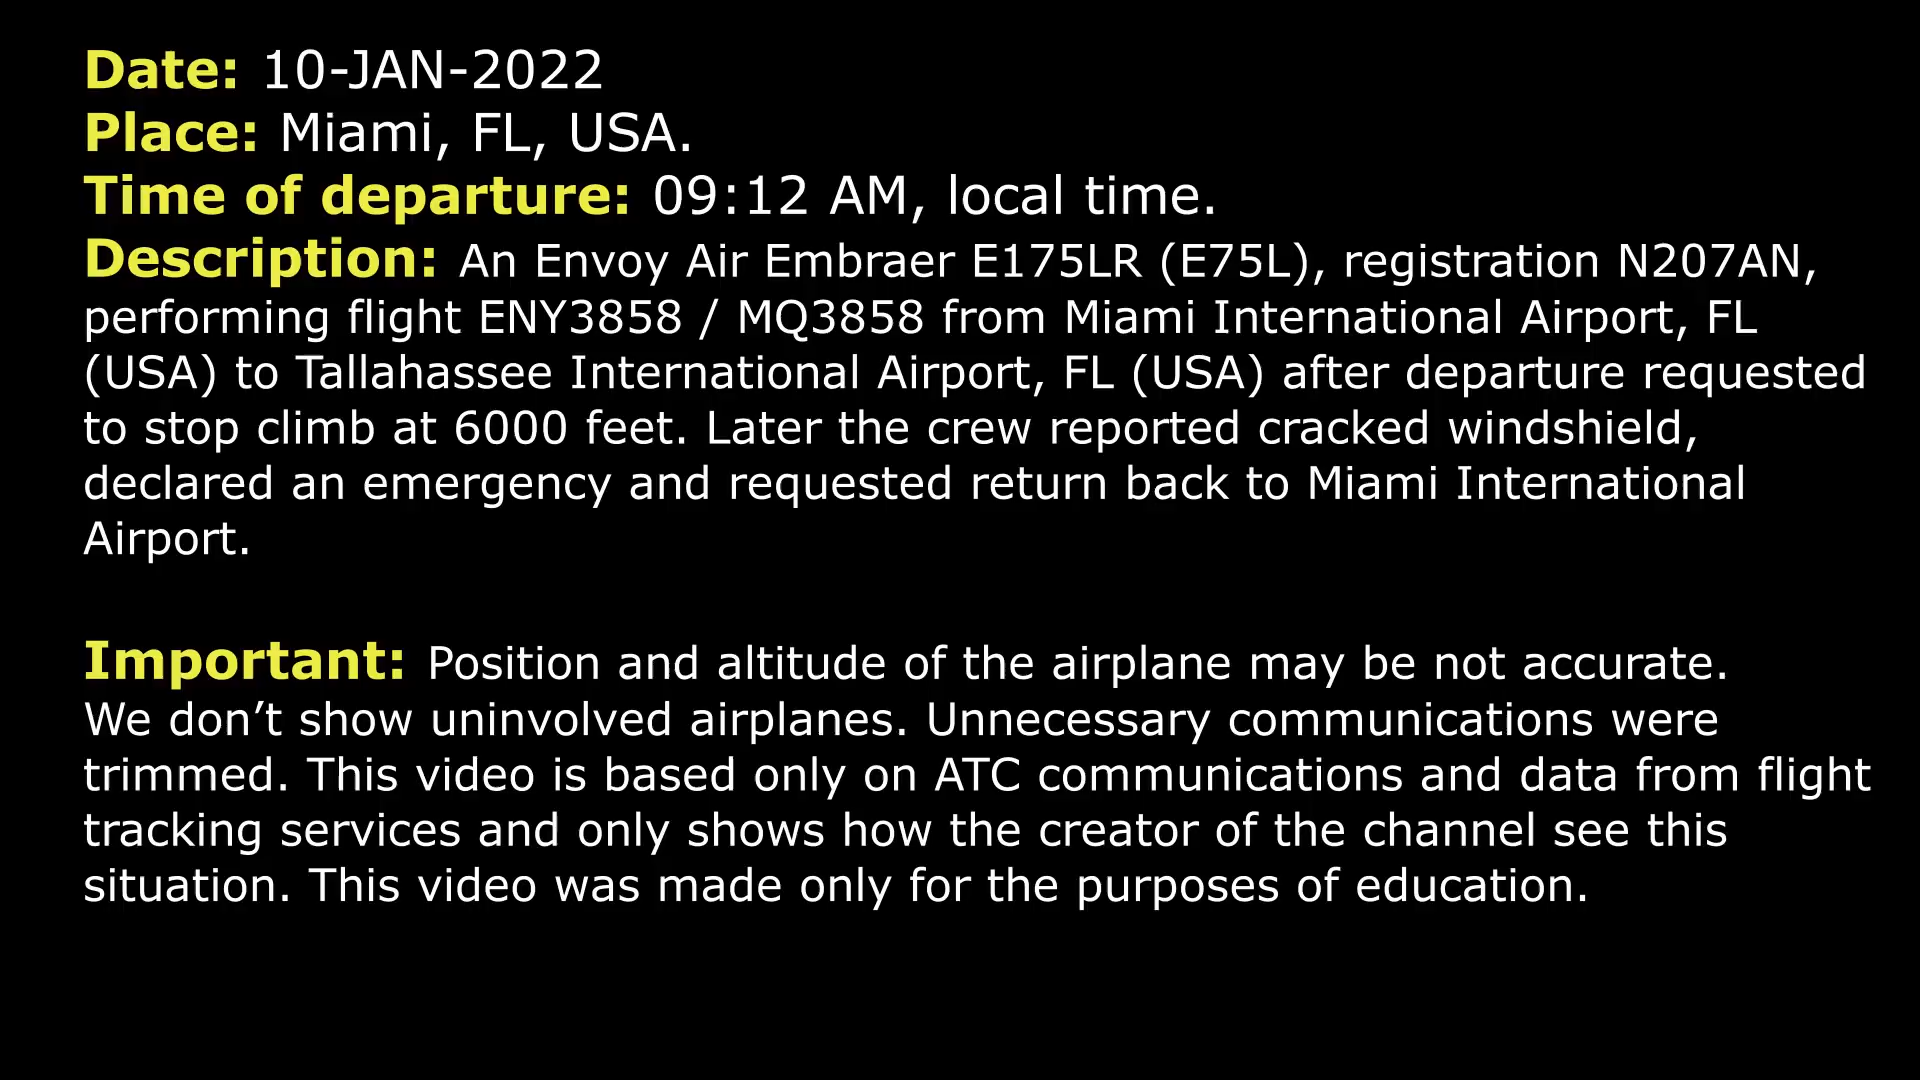 Date: 10-JAN-2022
Place: Miami, FL, USA.
Time of departure: 09:12 AM, local time.
Description: An Envoy Air Embraer E175LR (E75L), registration N207AN,
performing flight ENY3858 / MQ3858 from Miami International Airport, FL
(USA) to Tallahassee International Airport, FL (USA) after departure requested
to stop climb at 6000 feet. Later the crew reported cracked windshield,
declared an emergency and requested return back to Miami International
Airport.
Important: Position and altitude of the airplane may be not accurate.
We don’t show uninvolved airplanes. Unnecessary communications were
trimmed. This video is based only on ATC communications and data from flight
tracking services and only shows how the creator of the channel see this
situation. This video was made only for the purposes of education.